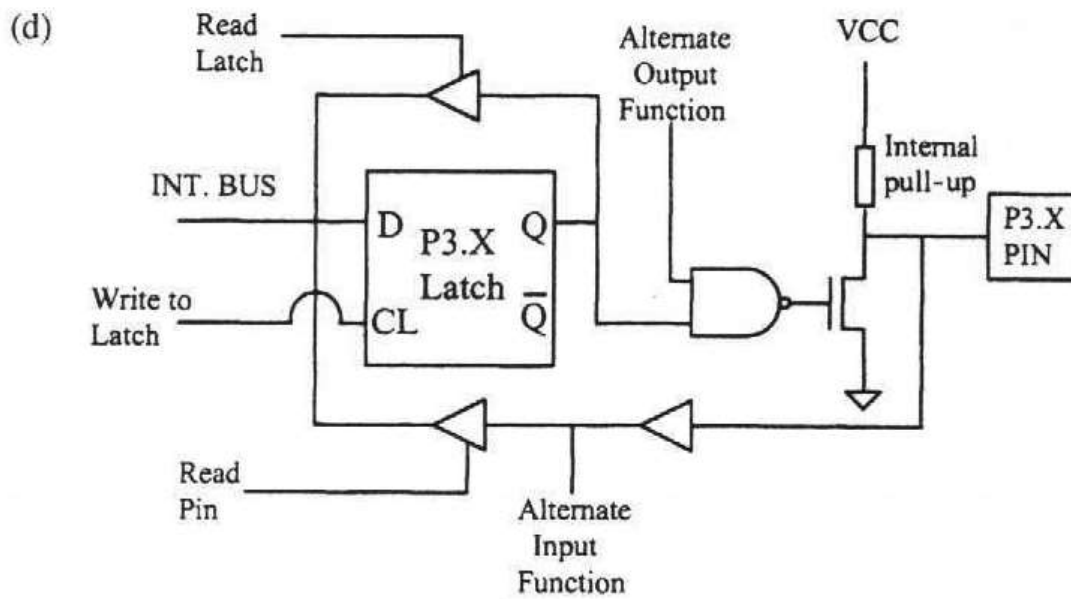 (d)
Read
Latch
Alternate
Output
Function
VCC
Internal
pull-up
INT. BUS
D
P3.X
Latch
Q
Q̅
CL
Write to
Latch
P3.X
PIN
Read
Pin
Alternate
Input
Function